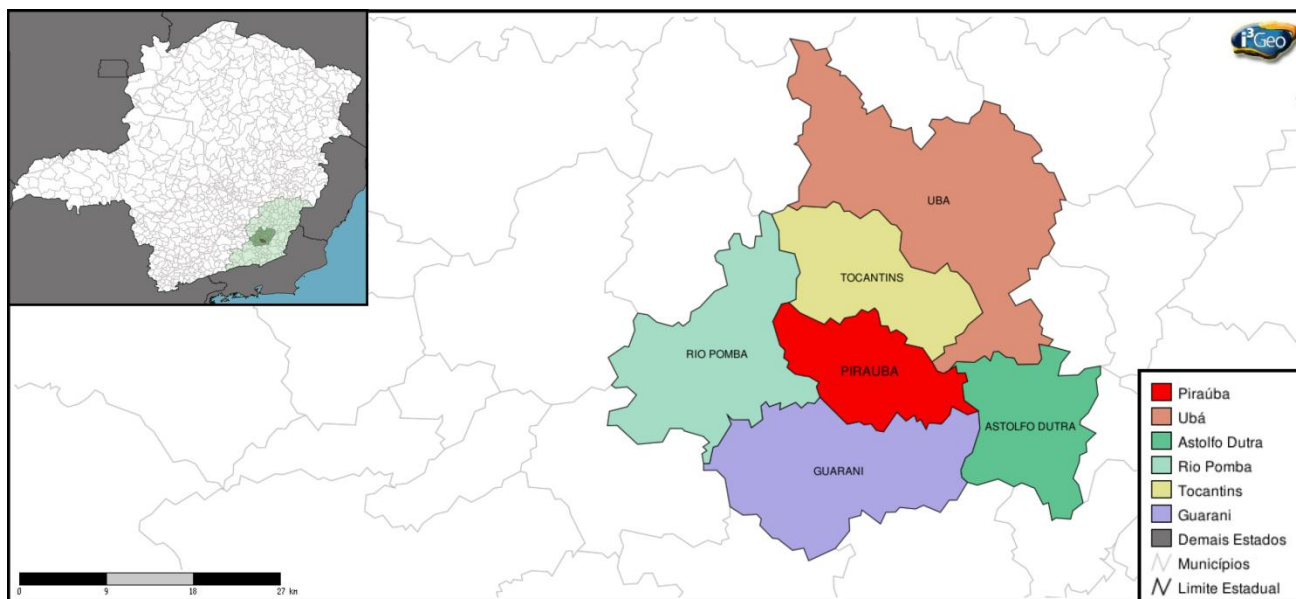 i³Geo
UBA
TOCANTINS
RIO POMBA
PIRAUBA
ASTOLFO DUTRA
GUARANI
Piraúba
Ubá
Astolfo Dutra
Rio Pomba
Tocantins
Guarani
Demais Estados
Municípios
Limite Estadual
0 9 18 27 km